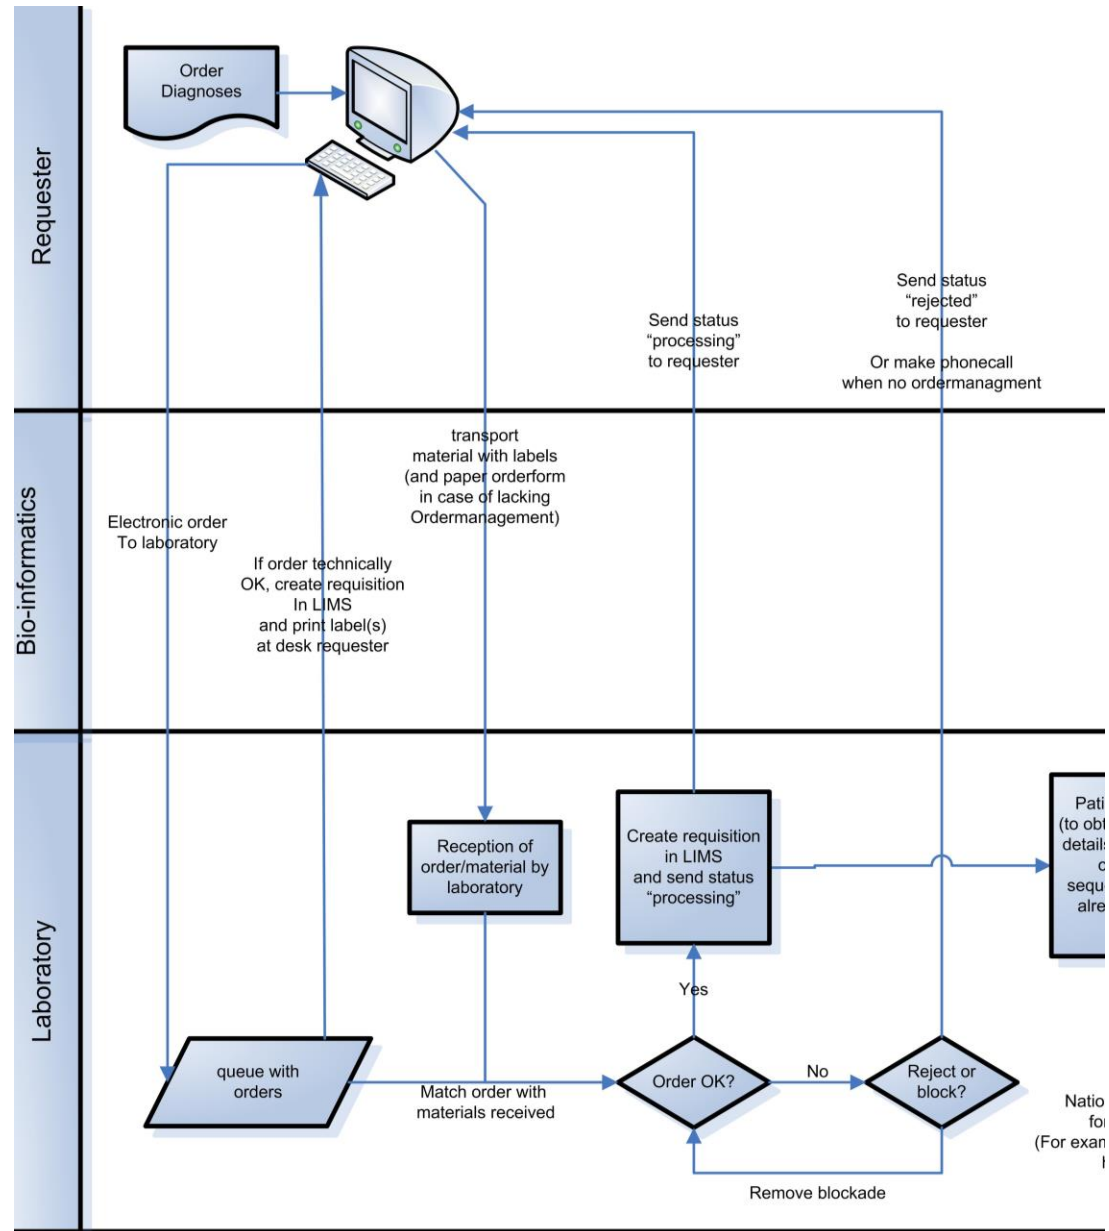 Requester
Order
Diagnoses
Send status
“processing”
to requester
Send status
“rejected”
to requester
Or make phonecall
when no ordermanagment
Bio-informatics
Electronic order
To laboratory
If order technically
OK, create requisition
In LIMS
and print label(s)
at desk requester
transport
material with labels
(and paper orderform
in case of lacking
Ordermanagement)
Laboratory
Reception of
order/material by
laboratory
Create requisition
in LIMS
and send status
“processing”
details
Yes
queue with
orders
Match order with
materials received
Order OK?
No
Reject or
block?
Remove blockade
(For